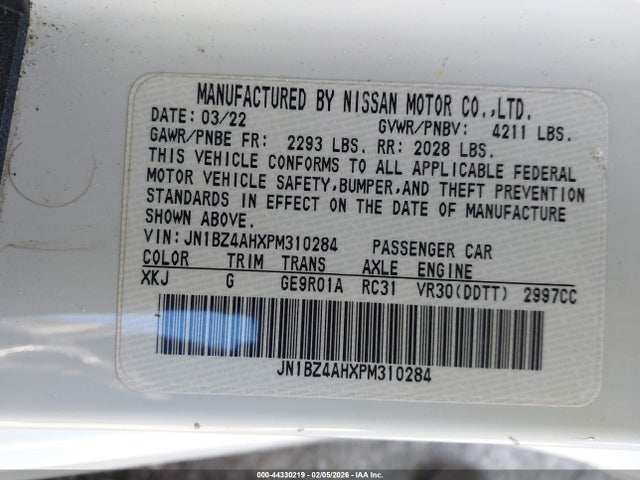 MANUFACTURED BY NISSAN MOTOR CO.,LTD.
DATE: 03/22 GVWR/PNBV: 4211 LBS.
GAWR/PNBE FR: 2293 LBS. RR: 2028 LBS.
THIS VEHICLE CONFORMS TO ALL APPLICABLE FEDERAL
MOTOR VEHICLE SAFETY,BUMPER,AND THEFT PREVENTION
STANDARDS IN EFFECT ON THE DATE OF MANUFACTURE
SHOWN ABOVE.
VIN:JN1BZ4AHXPM310284 PASSENGER CAR
COLOR TRIM TRANS AXLE ENGINE
XKJ G GE9R01A RC31 VR30(DDTT) 2997CC
JN1BZ4AHXPM310284
000-44330219 - 02/05/2026 - IAA Inc.